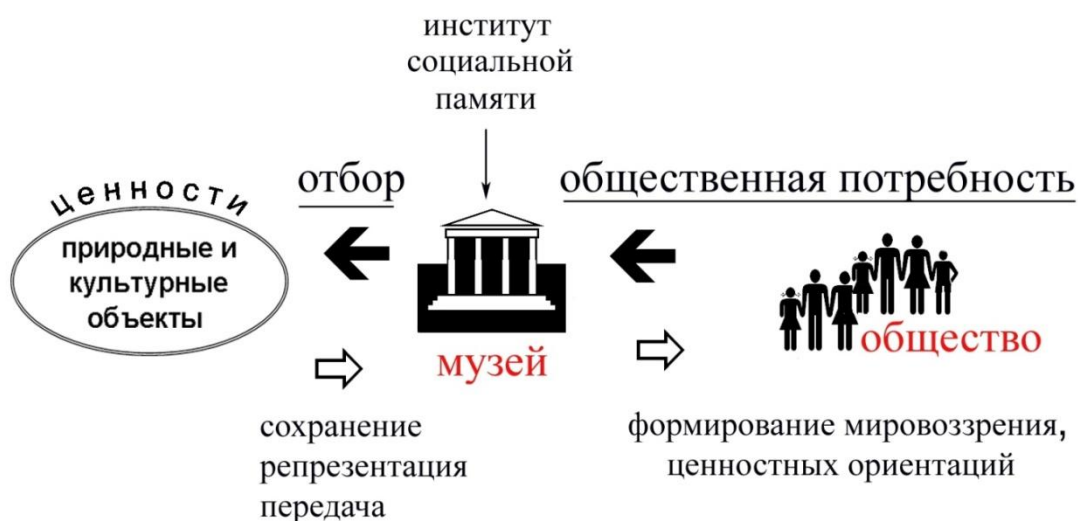 институт
социальной
памяти
ценности
отбор
общественная потребность
природные и
культурные
объекты
музей
общество
сохранение
репрезентация
передача
формирование мировоззрения,
ценностных ориентаций